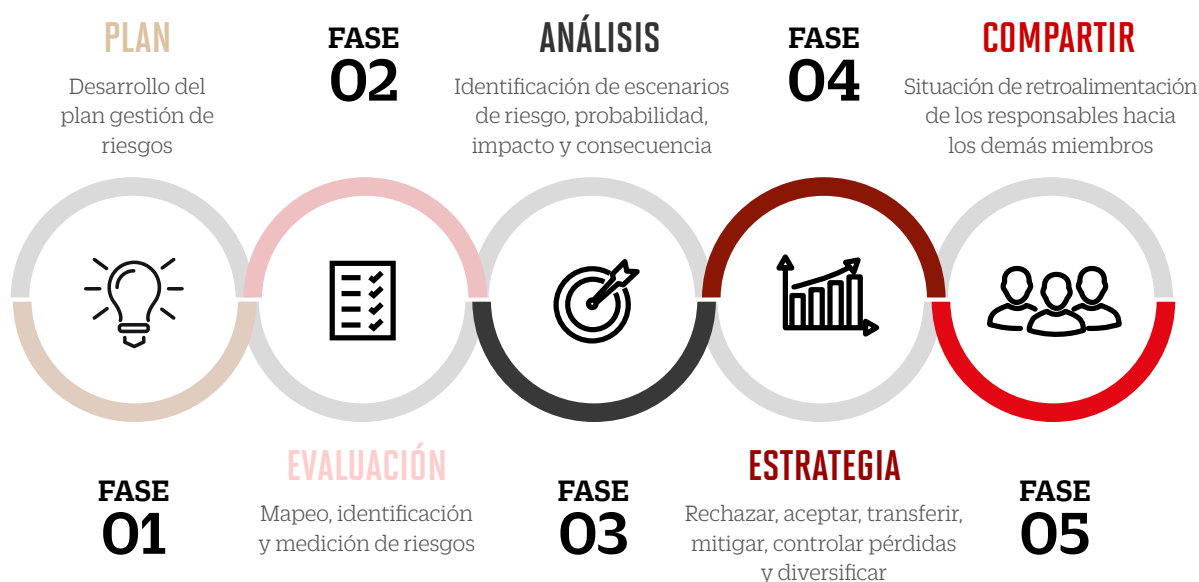 PLAN
Desarrollo del
plan gestión de
riesgos
FASE
01
FASE
02
EVALUACIÓN
Mapeo, identificación
y medición de riesgos
ANÁLISIS
Identificación de escenarios
de riesgo, probabilidad,
impacto y consecuencia
FASE
03
FASE
04
ESTRATEGIA
Rechazar, aceptar, transferir,
mitigar, controlar pérdidas
y diversificar
COMPARTIR
Situación de retroalimentación
de los responsables hacia
los demás miembros
FASE
05